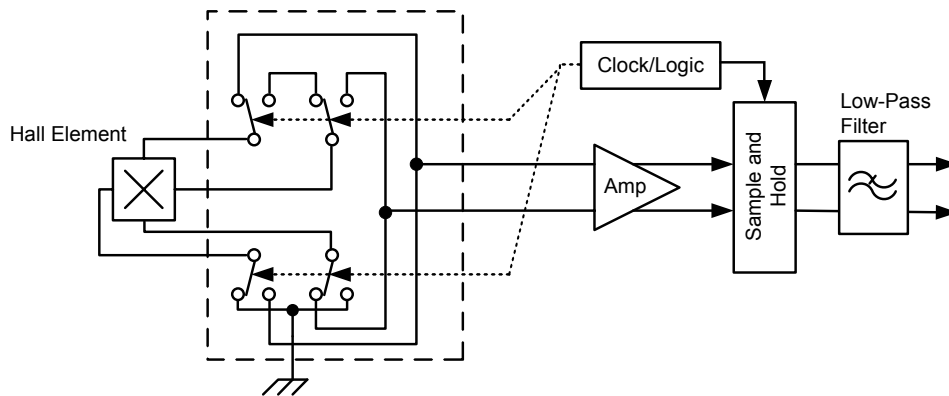 Clock/Logic
Low-Pass
Filter
Hall Element
Amp
Sample and
Hold